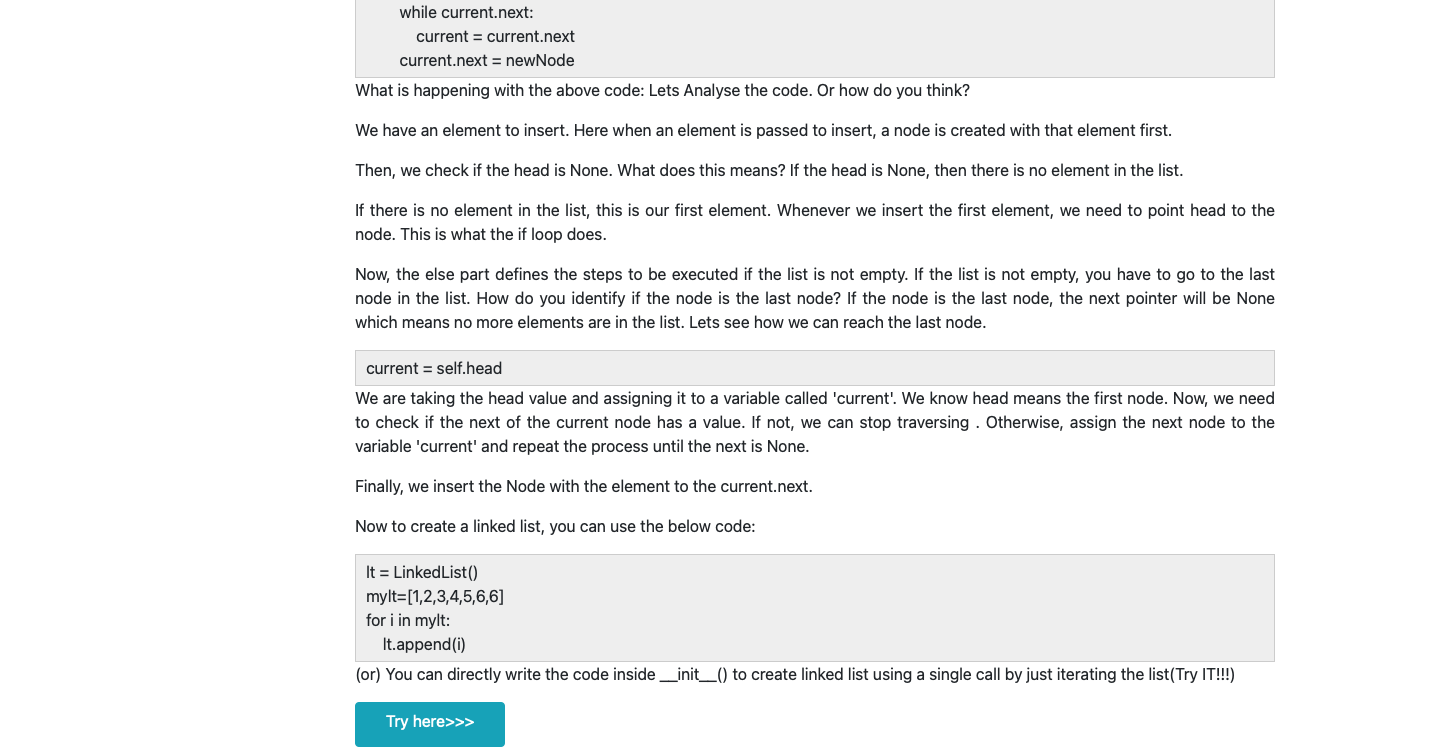 while current.next:
current = current.next
current.next = newNode
What is happening with the above code: Lets Analyse the code. Or how do you think?
We have an element to insert. Here when an element is passed to insert, a node is created with that element first.
Then, we check if the head is None. What does this means? If the head is None, then there is no element in the list.
If there is no element in the list, this is our first element. Whenever we insert the first element, we need to point head to the
node. This is what the if loop does.
Now, the else part defines the steps to be executed if the list is not empty. If the list is not empty, you have to go to the last
node in the list. How do you identify if the node is the last node? If the node is the last node, the next pointer will be None
which means no more elements are in the list. Lets see how we can reach the last node.
current = self.head
We are taking the head value and assigning it to a variable called 'current'. We know head means the first node. Now, we need
to check if the next of the current node has a value. If not, we can stop traversing . Otherwise, assign the next node to the
variable 'current' and repeat the process until the next is None.
Finally, we insert the Node with the element to the current.next.
Now to create a linked list, you can use the below code:
lt = LinkedList()
mylt=[1,2,3,4,5,6,6]
for i in mylt:
lt.append(i)
(or) You can directly write the code inside __init__() to create linked list using a single call by just iterating the list(Try IT!!!)
Try here>>>